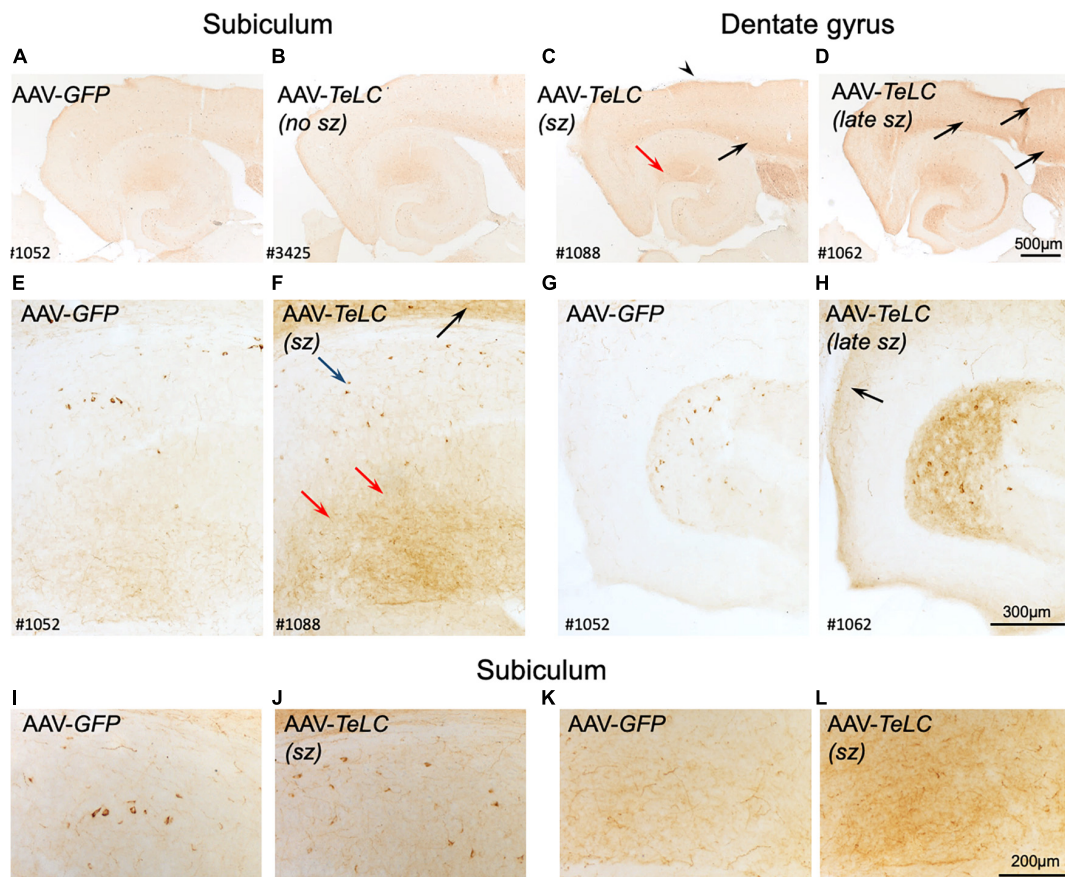 Subiculum
Dentate gyrus
A
B
C
D
AAV-GFP
AAV-TeLC
(no sz)
AAV-TeLC
(sz)
AAV-TeLC
(late sz)
#1052
#3425
#1088
#1062
500µm
E
F
G
H
AAV-GFP
AAV-TeLC
(sz)
AAV-GFP
AAV-TeLC
(late sz)
#1052
#1088
#1052
#1062
300µm
Subiculum
I
J
K
L
AAV-GFP
AAV-TeLC
(sz)
AAV-GFP
AAV-TeLC
(sz)
200µm